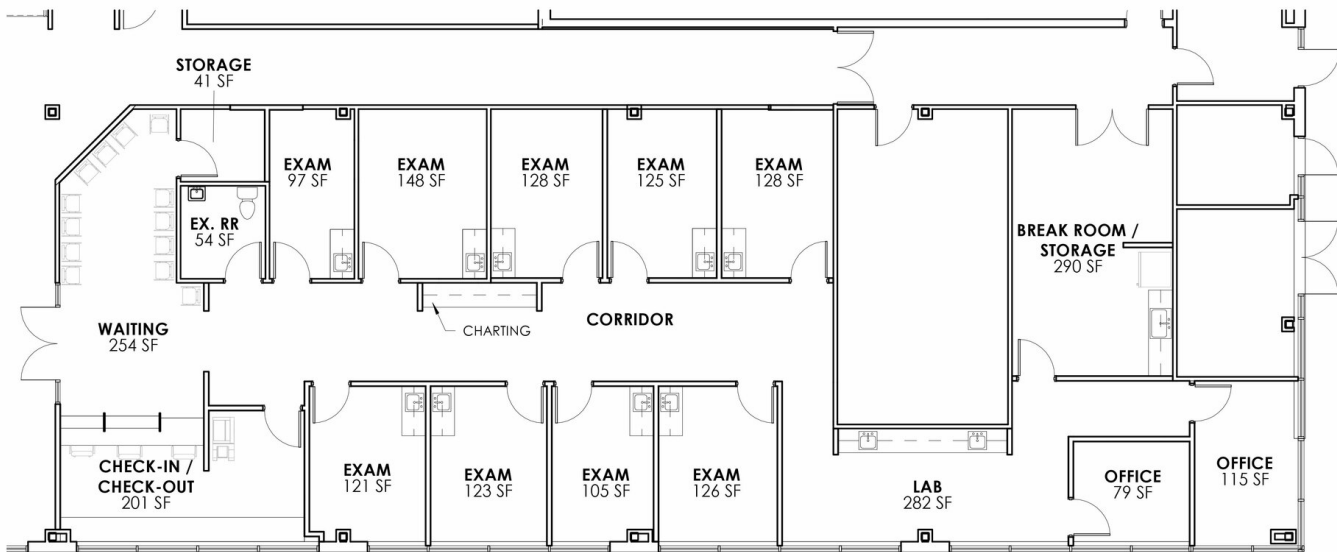 STORAGE
41 SF
EXAM
97 SF
EXAM
148 SF
EXAM
128 SF
EXAM
125 SF
EXAM
128 SF
EX. RR
54 SF
BREAK ROOM /
STORAGE
290 SF
WAITING
254 SF
CHARTING
CORRIDOR
CHECK-IN /
CHECK-OUT
201 SF
EXAM
121 SF
EXAM
123 SF
EXAM
105 SF
EXAM
126 SF
LAB
282 SF
OFFICE
79 SF
OFFICE
115 SF